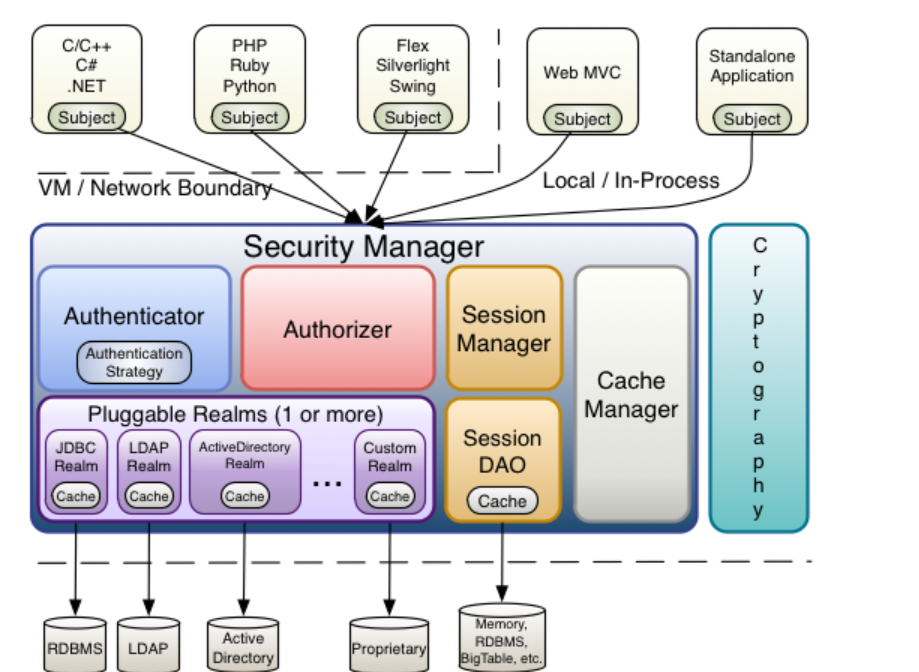 C/C++
C#
.NET
Subject
PHP
Ruby
Python
Subject
Flex
Silverlight
Swing
Subject
Web MVC
Subject
Standalone
Application
Subject
VM / Network Boundary
Local / In-Process
Security Manager
Authenticator
Authentication
Strategy
Authorizer
Session
Manager
Cache
Manager
Pluggable Realms (1 or more)
JDBC
Realm
Cache
LDAP
Realm
Cache
ActiveDirectory
Realm
Cache
...
Custom
Realm
Cache
Session
DAO
Cache
Cryptography
RDBMS
LDAP
Active
Directory
Proprietary
Memory,
RDBMS,
BigTable, etc.